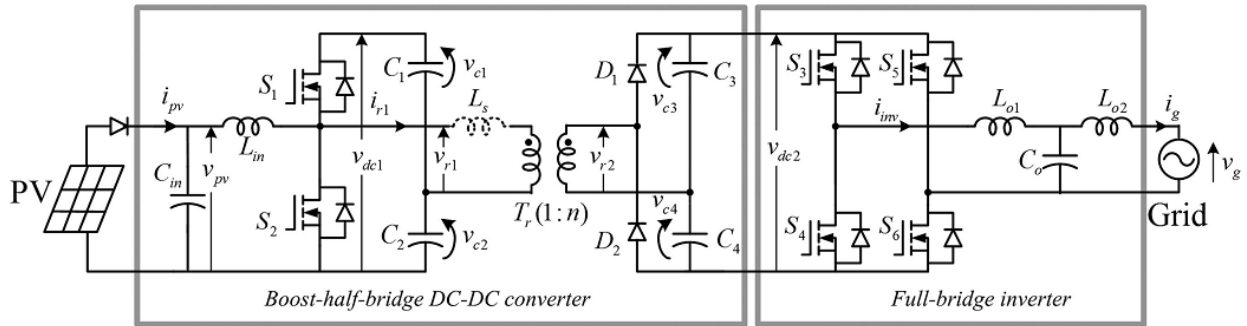 PV
i_pv
C_in
v_pv
L_in
S_1
S_2
v_dc1
i_r1
C_1
v_c1
C_2
v_c2
L_s
v_r1
T_r(1:n)
v_r2
D_1
D_2
v_c3
C_3
v_c4
C_4
v_dc2
S_3
S_5
S_4
S_6
i_inv
L_o1
C_o
L_o2
i_g
v_g
Grid
Boost-half-bridge DC-DC converter
Full-bridge inverter